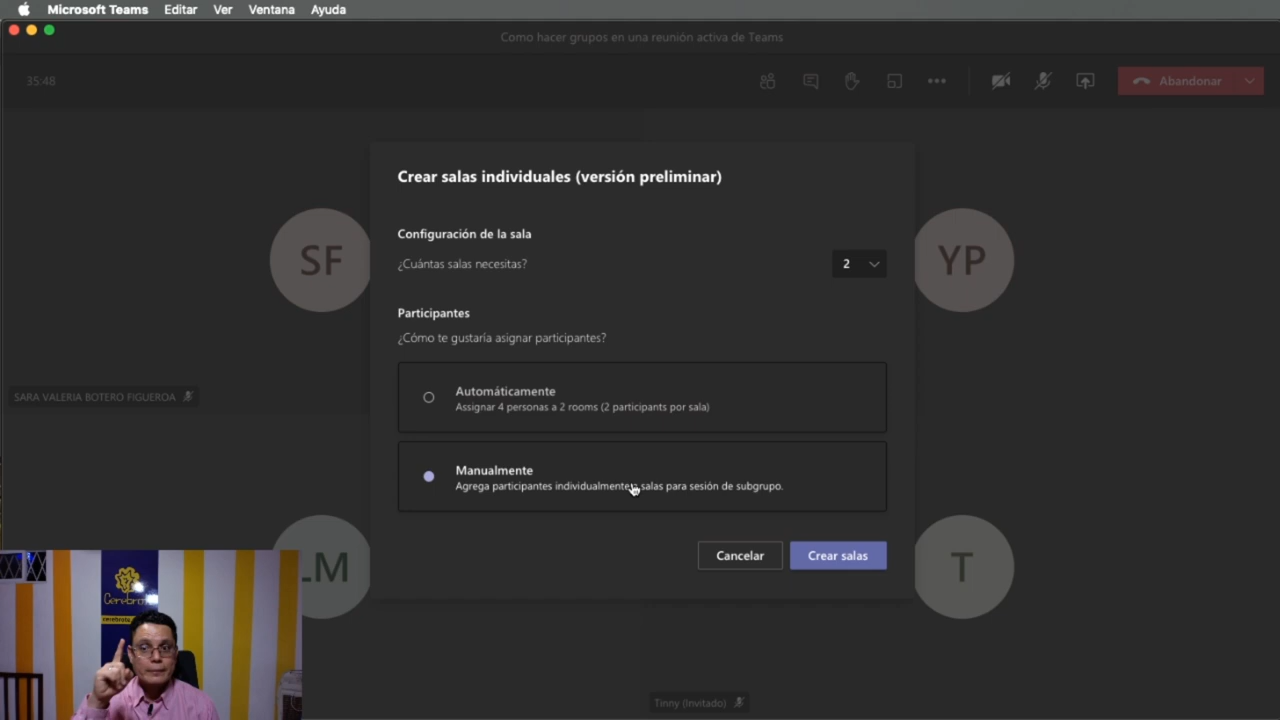 Microsoft Teams Editar Ver Ventana Ayuda
Como hacer grupos en una reunión activa de Teams
35:48
Abandonar
Crear salas individuales (versión preliminar)
Configuración de la sala
¿Cuántas salas necesitas?
2
Participantes
¿Cómo te gustaría asignar participantes?
Automáticamente
Asignar 4 personas a 2 rooms (2 participants por sala)
Manualmente
Agrega participantes individualmente a salas para sesión de subgrupo.
Cancelar
Crear salas
SF
YP
SARA VALERIA BOTERO FIGUEROA
LM
T
Tinny (Invitado)